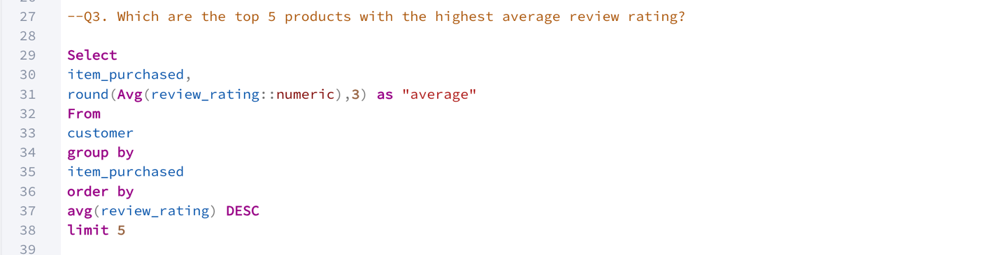 27 --Q3. Which are the top 5 products with the highest average review rating?
28
29 Select
30 item_purchased,
31 round(Avg(review_rating::numeric),3) as "average"
32 From
33 customer
34 group by
35 item_purchased
36 order by
37 avg(review_rating) DESC
38 limit 5
39